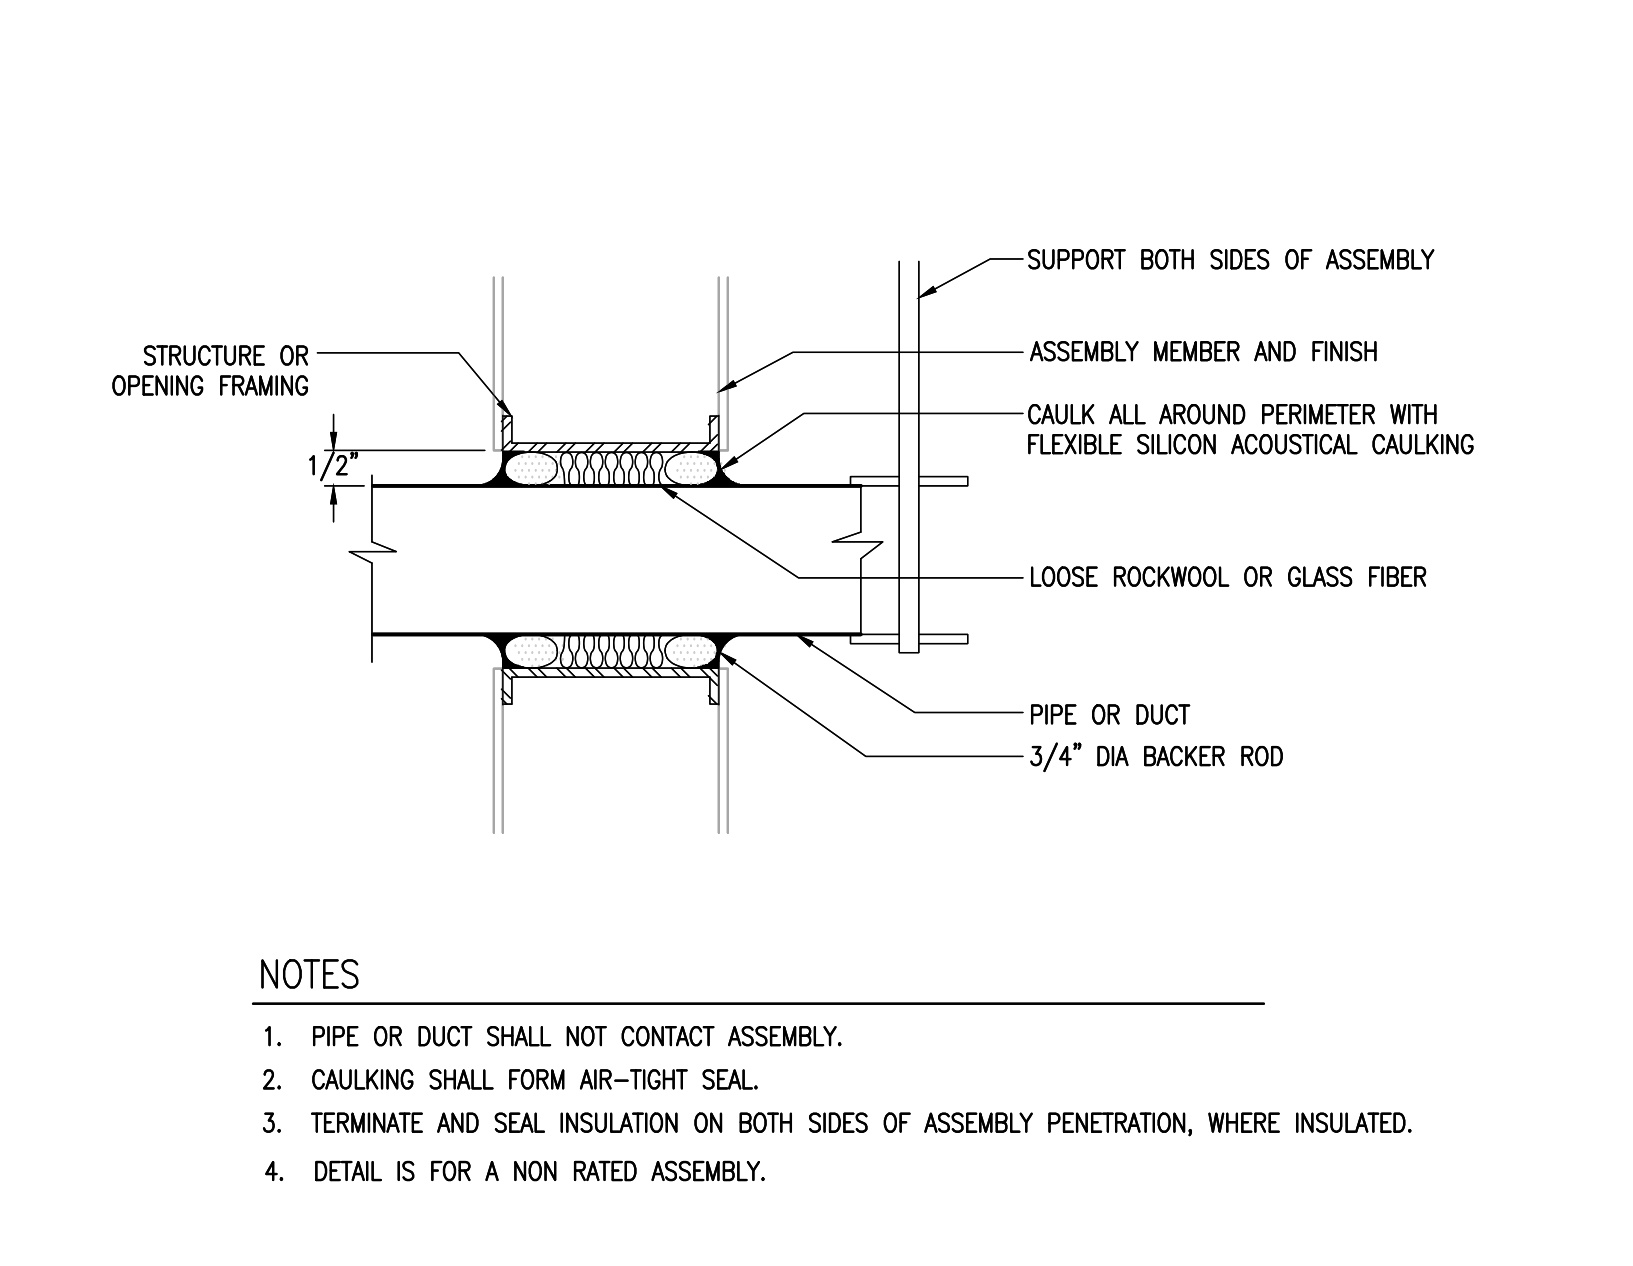 SUPPORT BOTH SIDES OF ASSEMBLY
STRUCTURE OR
OPENING FRAMING
ASSEMBLY MEMBER AND FINISH
CAULK ALL AROUND PERIMETER WITH
FLEXIBLE SILICON ACOUSTICAL CAULKING
1/2"
LOOSE ROCKWOOL OR GLASS FIBER
PIPE OR DUCT
3/4" DIA BACKER ROD
NOTES
1. PIPE OR DUCT SHALL NOT CONTACT ASSEMBLY.
2. CAULKING SHALL FORM AIR-TIGHT SEAL.
3. TERMINATE AND SEAL INSULATION ON BOTH SIDES OF ASSEMBLY PENETRATION, WHERE INSULATED.
4. DETAIL IS FOR A NON RATED ASSEMBLY.